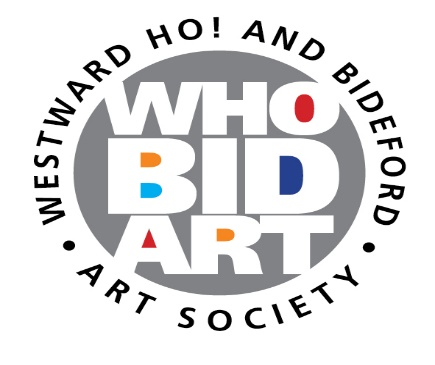 WESTWARD HO! AND BIDEFORD
WHO
BID
ART
• ART SOCIETY •